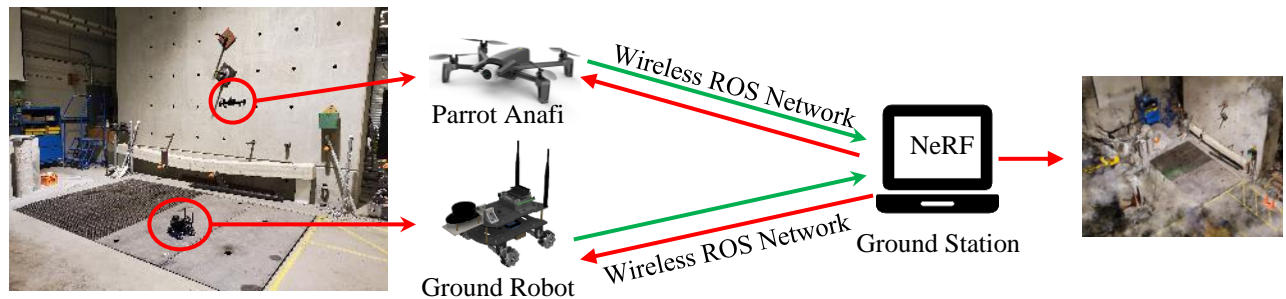 Wireless ROS Network
Parrot Anafi
NeRF
Ground Station
Wireless ROS Network
Ground Robot